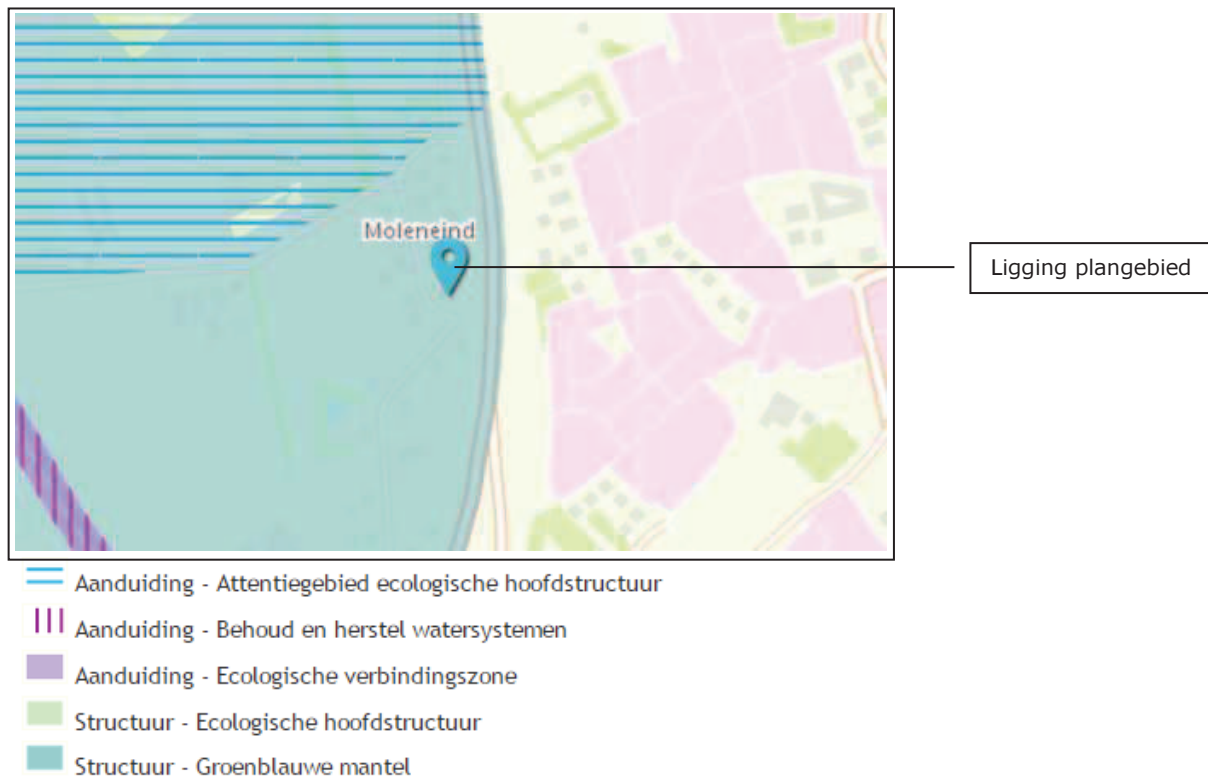 Moleneind
Ligging plangebied
Aanduiding - Attentiegebied ecologische hoofdstructuur
Aanduiding - Behoud en herstel watersystemen
Aanduiding - Ecologische verbindingszone
Structuur - Ecologische hoofdstructuur
Structuur - Groenblauwe mantel